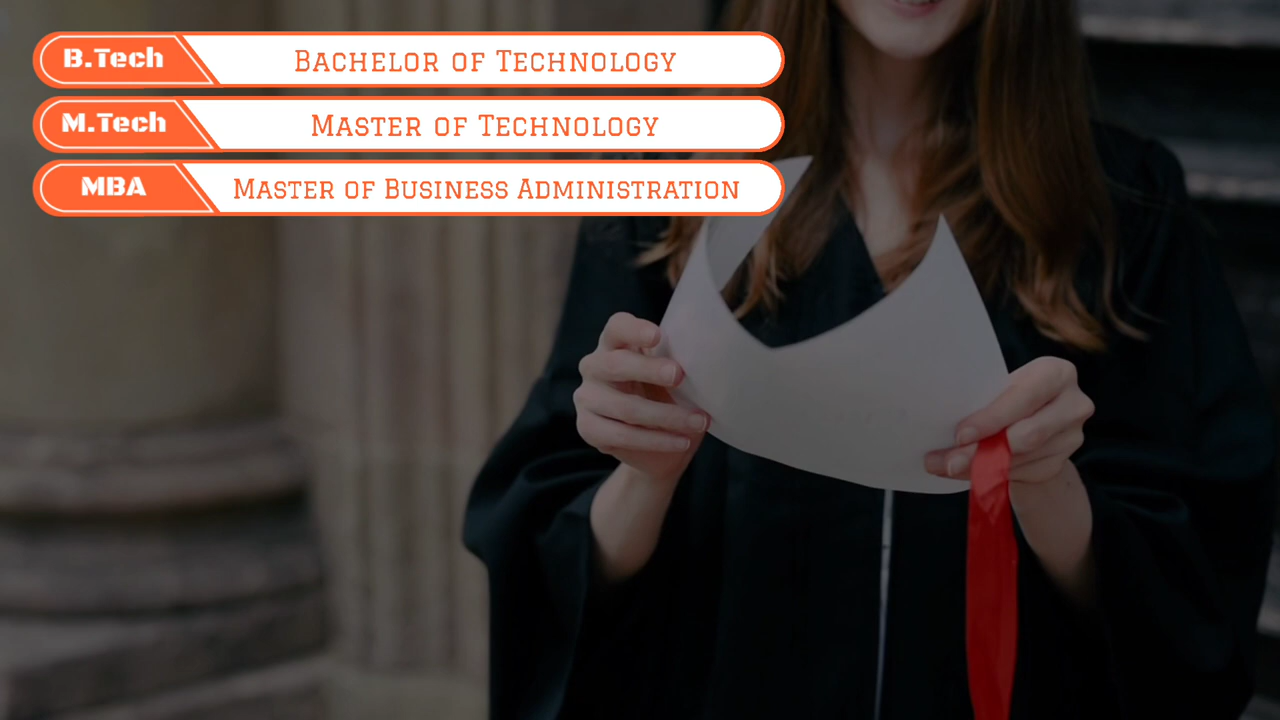 B.Tech Bachelor of Technology
M.Tech Master of Technology
MBA Master of Business Administration